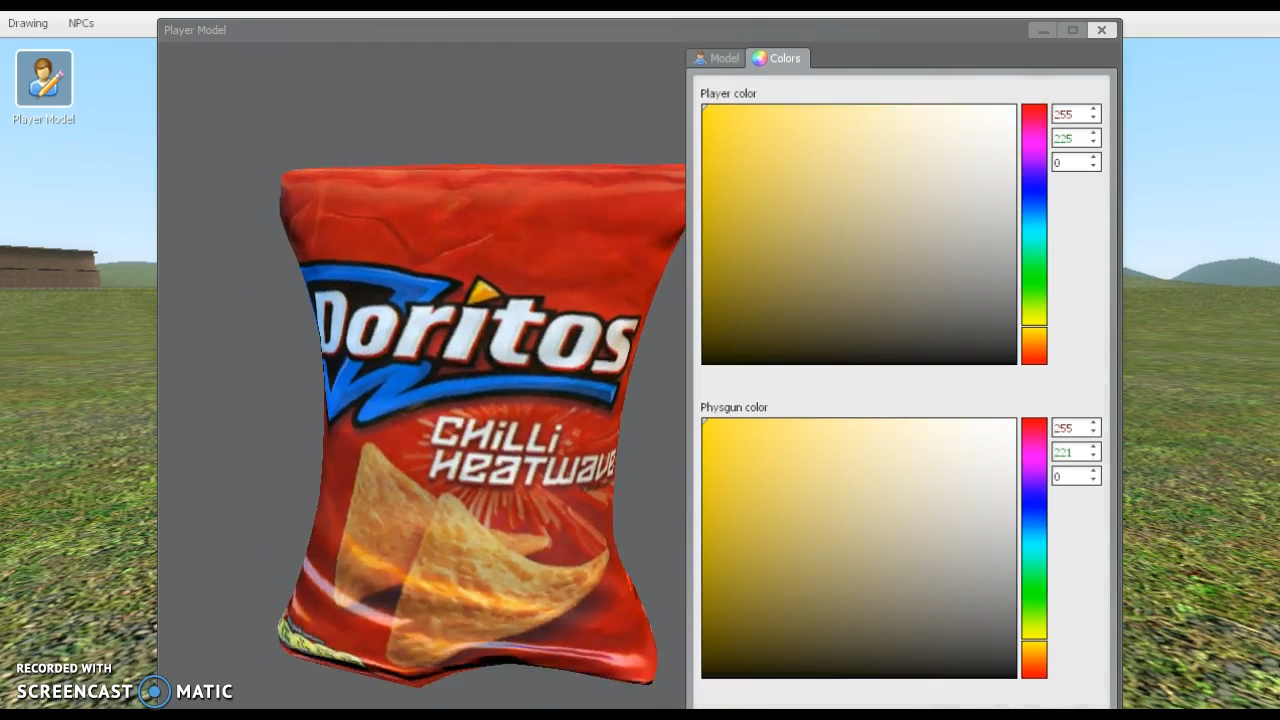 Drawing NPCs
Player Model
Player Model
Model Colors
Player color
255
225
0
Doritos
CHiLLi
HEATWAVE
Physgun color
255
221
0
RECORDED WITH
SCREENCAST MATIC